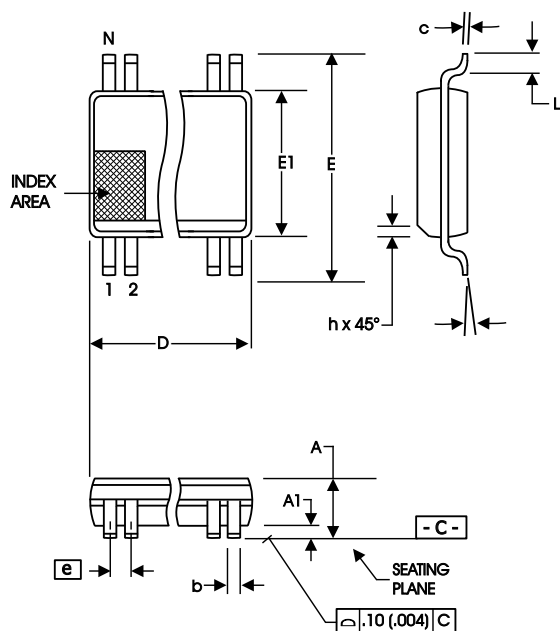 c
N
L
E1
E
INDEX
AREA
1 2
h x 45°
D
A
A1
- C -
e
b
SEATING
PLANE
.10 (.004) C